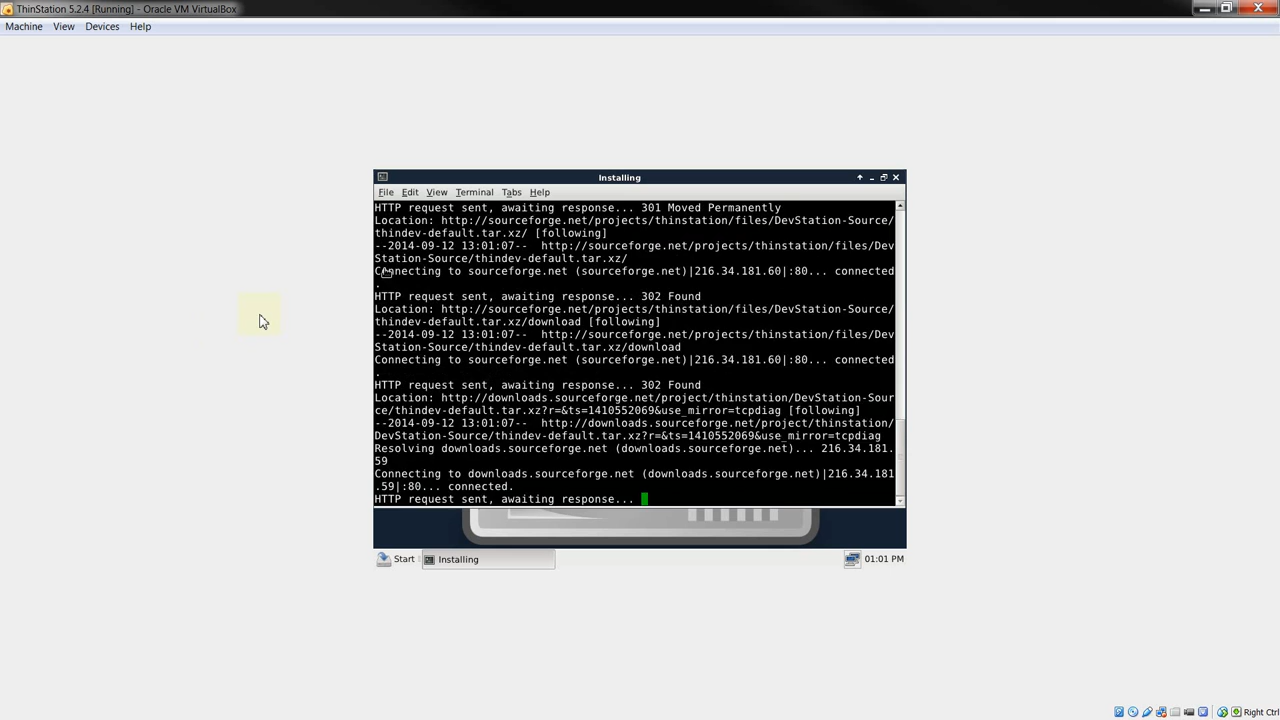 ThinStation 5.2.4 [Running] - Oracle VM VirtualBox
Machine View Devices Help
Installing
File Edit View Terminal Tabs Help
HTTP request sent, awaiting response... 301 Moved Permanently
Location: http://sourceforge.net/projects/thinstation/files/DevStation-Source/
thindev-default.tar.xz/ [following]
--2014-09-12 13:01:07-- http://sourceforge.net/projects/thinstation/files/Dev
Station-Source/thindev-default.tar.xz/
Connecting to sourceforge.net (sourceforge.net)|216.34.181.60|:80... connected
.
HTTP request sent, awaiting response... 302 Found
Location: http://sourceforge.net/projects/thinstation/files/DevStation-Source/
thindev-default.tar.xz/download [following]
--2014-09-12 13:01:07-- http://sourceforge.net/projects/thinstation/files/Dev
Station-Source/thindev-default.tar.xz/download
Connecting to sourceforge.net (sourceforge.net)|216.34.181.60|:80... connected
.
HTTP request sent, awaiting response... 302 Found
Location: http://downloads.sourceforge.net/project/thinstation/DevStation-Sour
ce/thindev-default.tar.xz?r=&ts=1410552069&use_mirror=tcpdiag [following]
--2014-09-12 13:01:07-- http://downloads.sourceforge.net/project/thinstation/
DevStation-Source/thindev-default.tar.xz?r=&ts=1410552069&use_mirror=tcpdiag
Resolving downloads.sourceforge.net (downloads.sourceforge.net)... 216.34.181.
59
Connecting to downloads.sourceforge.net (downloads.sourceforge.net)|216.34.181
.59|:80... connected.
HTTP request sent, awaiting response...
Start Installing 01:01 PM
Right Ctrl